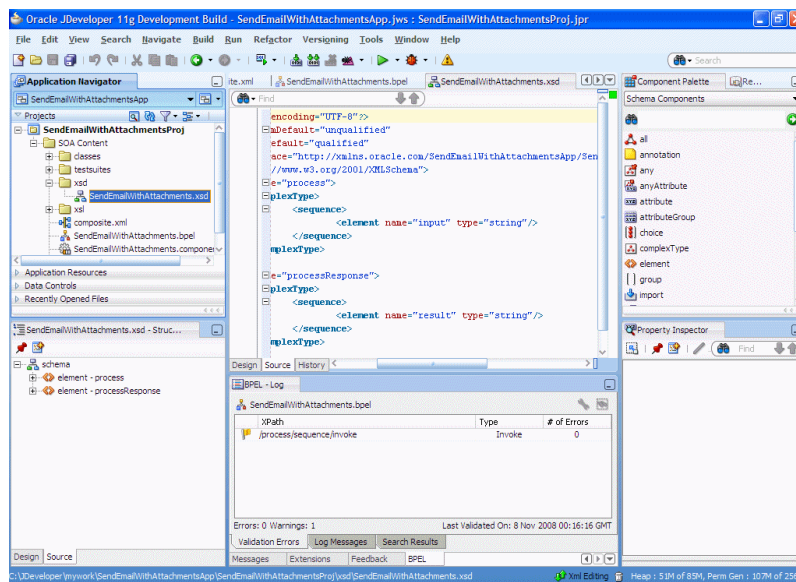 Oracle JDeveloper 11g Development Build - SendEmailWithAttachmentsApp.jws : SendEmailWithAttachmentsProj.jpr
File Edit View Search Navigate Build Run Refactor Versioning Tools Window Help
Search
Application Navigator
SendEmailWithAttachmentsApp
Projects
SendEmailWithAttachmentsProj
SOA Content
classes
testsuites
xsd
SendEmailWithAttachments.xsd
xsl
composite.xml
SendEmailWithAttachments.bpel
SendEmailWithAttachments.componen
Application Resources
Data Controls
Recently Opened Files
SendEmailWithAttachments.xsd - Struc...
schema
element - process
element - processResponse
Design Source
ite.xml SendEmailWithAttachments.bpel SendEmailWithAttachments.xsd
Find
encoding="UTF-8"?>
mDefault="unqualified"
efault="qualified"
ace="http://xmlns.oracle.com/SendEmailWithAttachmentsApp/Sen
//www.w3.org/2001/XMLSchema">
e="process">
plexType>
<sequence>
<element name="input" type="string"/>
</sequence>
mplexType>
e="processResponse">
plexType>
<sequence>
<element name="result" type="string"/>
</sequence>
mplexType>
Design Source History
BPEL - Log
SendEmailWithAttachments.bpel
XPath Type # of Errors
/process/sequence/invoke Invoke 0
Errors: 0 Warnings: 1 Last Validated On: 8 Nov 2008 00:16:16 GMT
Validation Errors Log Messages Search Results
Messages Extensions Feedback BPEL
Component Palette Re...
Schema Components
all
annotation
any
anyAttribute
attribute
attributeGroup
choice
complexType
element
group
import
Property Inspector
Find
C:\JDeveloper\mywork\SendEmailWithAttachmentsApp\SendEmailWithAttachmentsProj\xsd\SendEmailWithAttachments.xsd Xml Editing Heap : 51M of 85M, Perm Gen : 107M of 25